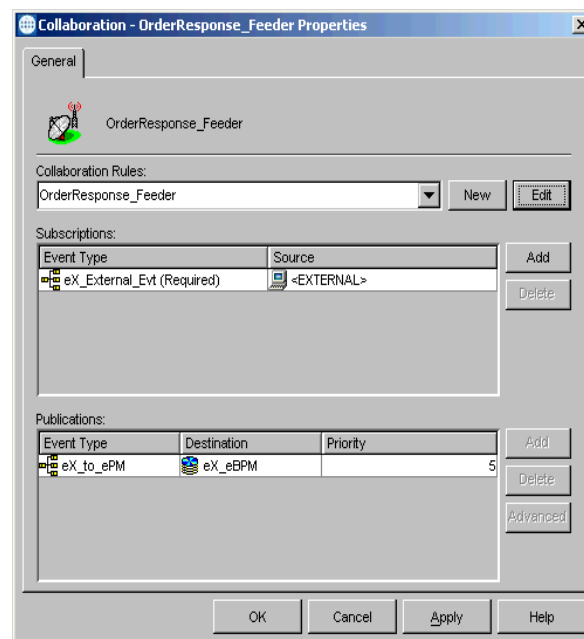 Collaboration - OrderResponse_Feeder Properties
General
OrderResponse_Feeder
Collaboration Rules:
OrderResponse_Feeder New Edit
Subscriptions:
Event Type Source Add
eX_External_Evt (Required) <EXTERNAL>
Delete
Publications:
Event Type Destination Priority Add
eX_to_ePM eX_eBPM 5
Delete
Advanced
OK Cancel Apply Help